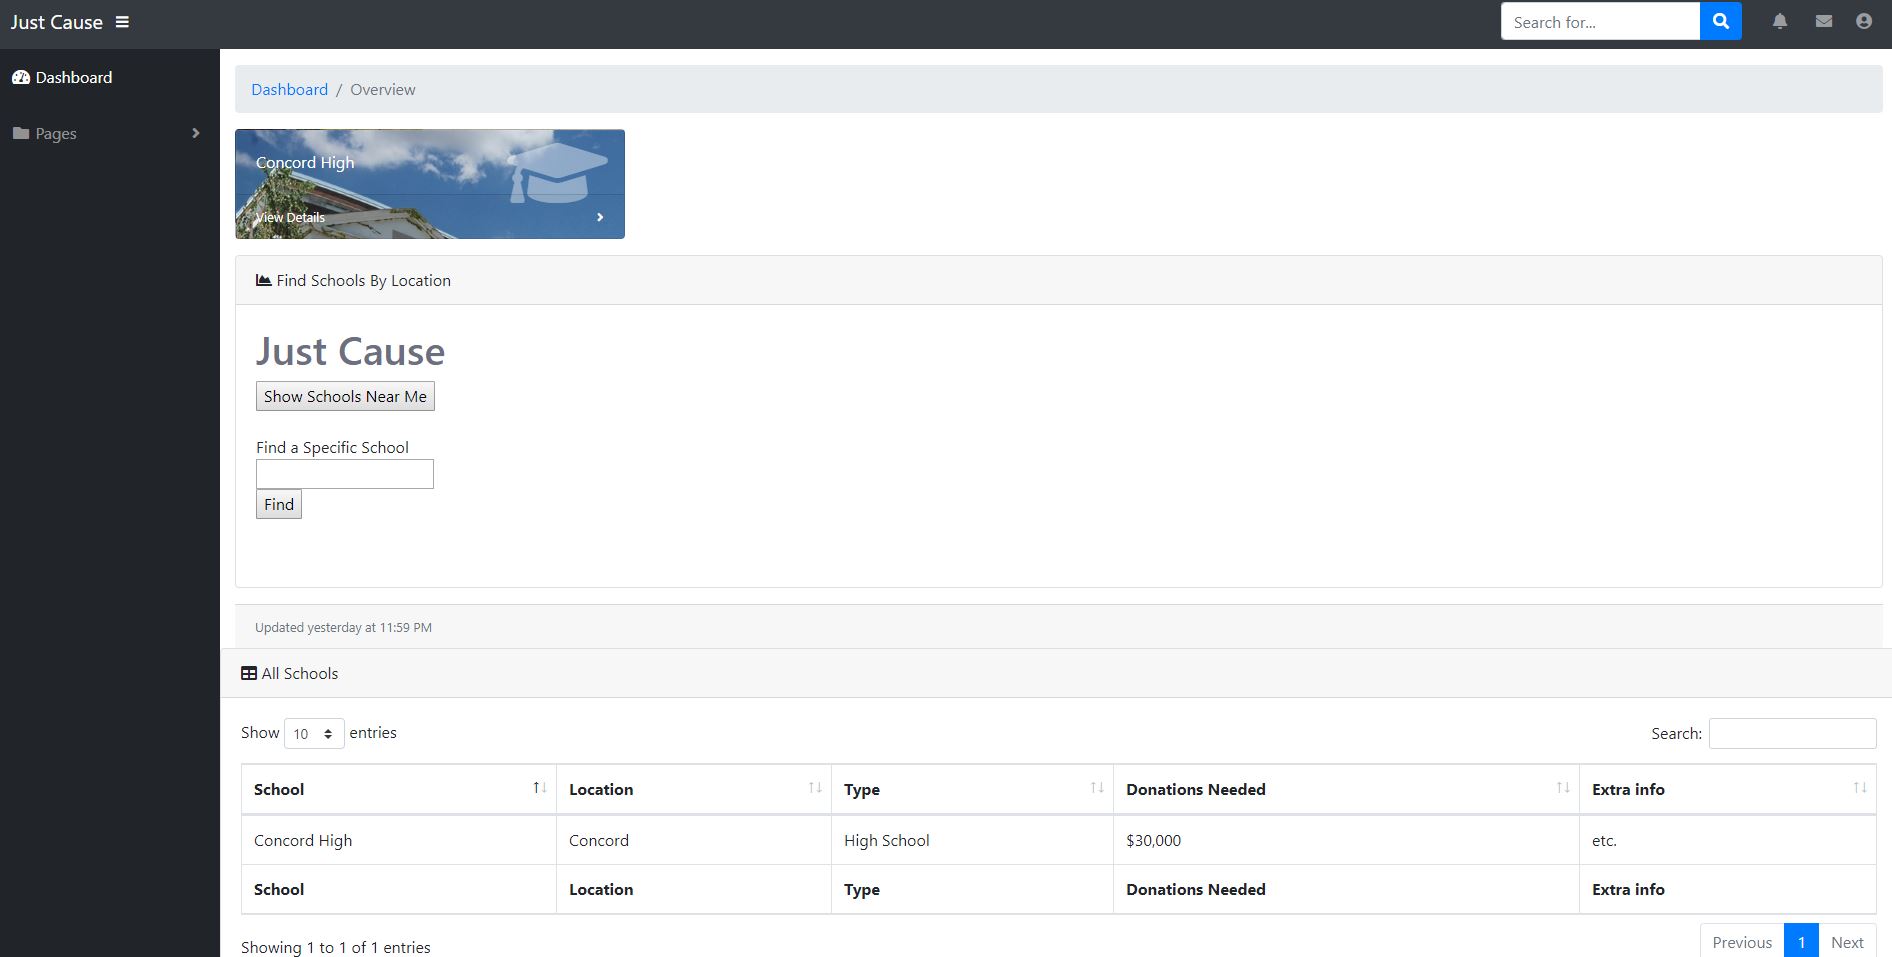 Just Cause
Search for...
Dashboard
Pages
Dashboard / Overview
Concord High
View Details
Find Schools By Location
Just Cause
Show Schools Near Me
Find a Specific School
Find
Updated yesterday at 11:59 PM
All Schools
Show 10 entries Search:
School Location Type Donations Needed Extra info
Concord High Concord High School $30,000 etc.
School Location Type Donations Needed Extra info
Showing 1 to 1 of 1 entries Previous 1 Next